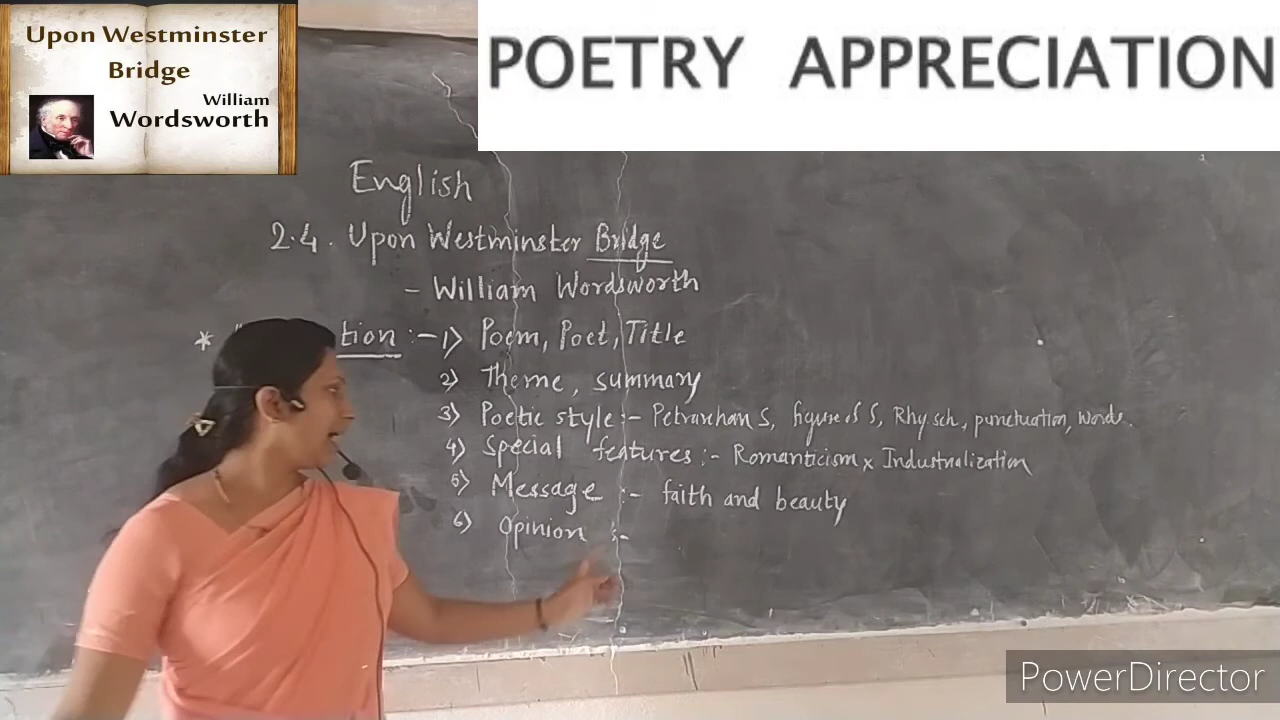 Upon Westminster
Bridge
William
Wordsworth
POETRY APPRECIATION
English
2.4. Upon Westminster Bridge
- William Wordsworth
* tion :- 1) Poem, Poet, Title
2) Theme, summary
3) Poetic style :- Petrarchan S, figure of S, Rhy. sch, punctuation, words.
4) Special features :- Romanticism x Industrialization
5) Message :- faith and beauty
6) Opinion :-
PowerDirector